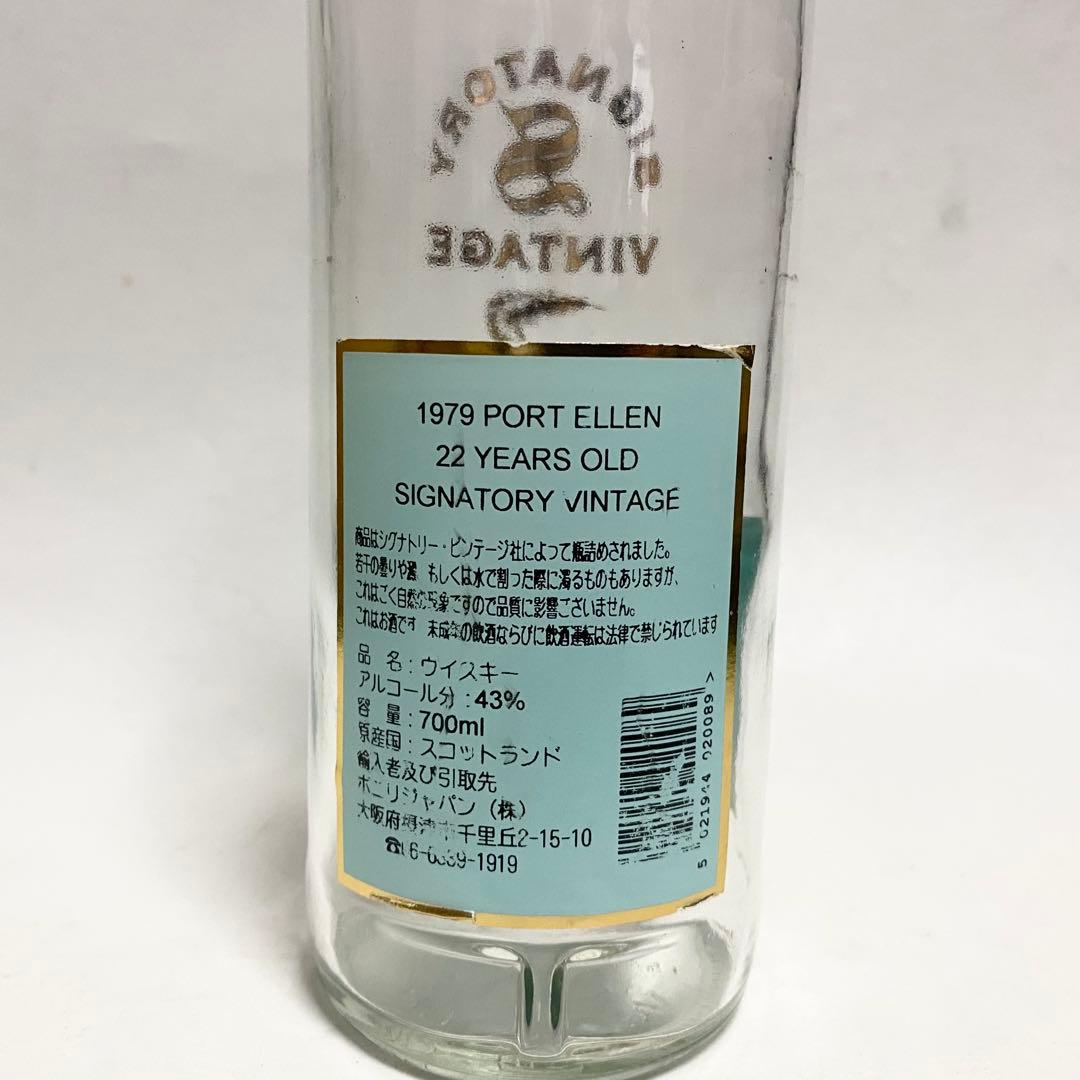 SIGNATORY
S
VINTAGE
1979 PORT ELLEN
22 YEARS OLD
SIGNATORY VINTAGE
商品はシグナトリー・ビンテージ社によって瓶詰めされました。
若干の曇りや澱 もしくは水で割った際に濁るものもありますが、
これはごく自然な現象ですので品質に影響ございません。
これはお酒です 未成年の飲酒ならびに飲酒運転は法律で禁じられています
品 名:ウイスキー
アルコール分:43%
容 量:700ml
原産国:スコットランド
輸入者及び引取先
ボニリジャパン(株)
大阪府摂津市千里丘2-15-10
5 021944 020089 >